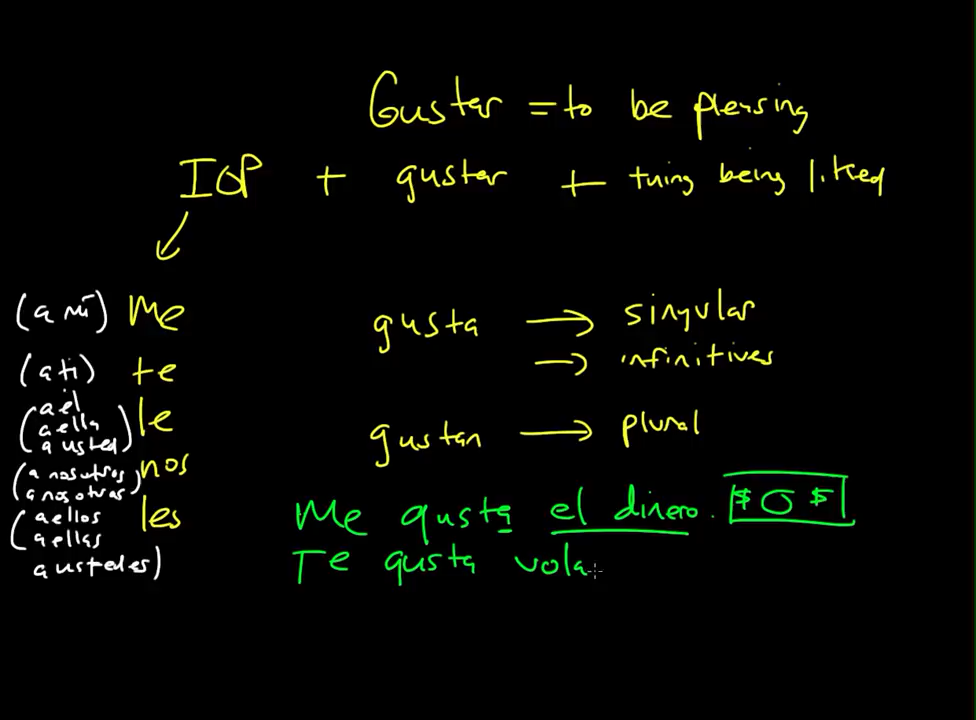 Gustar = to be pleasing
IOP + gustar + thing being liked
(a mí) me
gusta → singular
→ infinitives
(a ti) te
(a él
a ella
a usted) le
gustan → plural
(a nosotros
a nosotras) nos
(a ellos
a ellas
a ustedes) les
Me gusta el dinero. $ O $
Te gusta vola